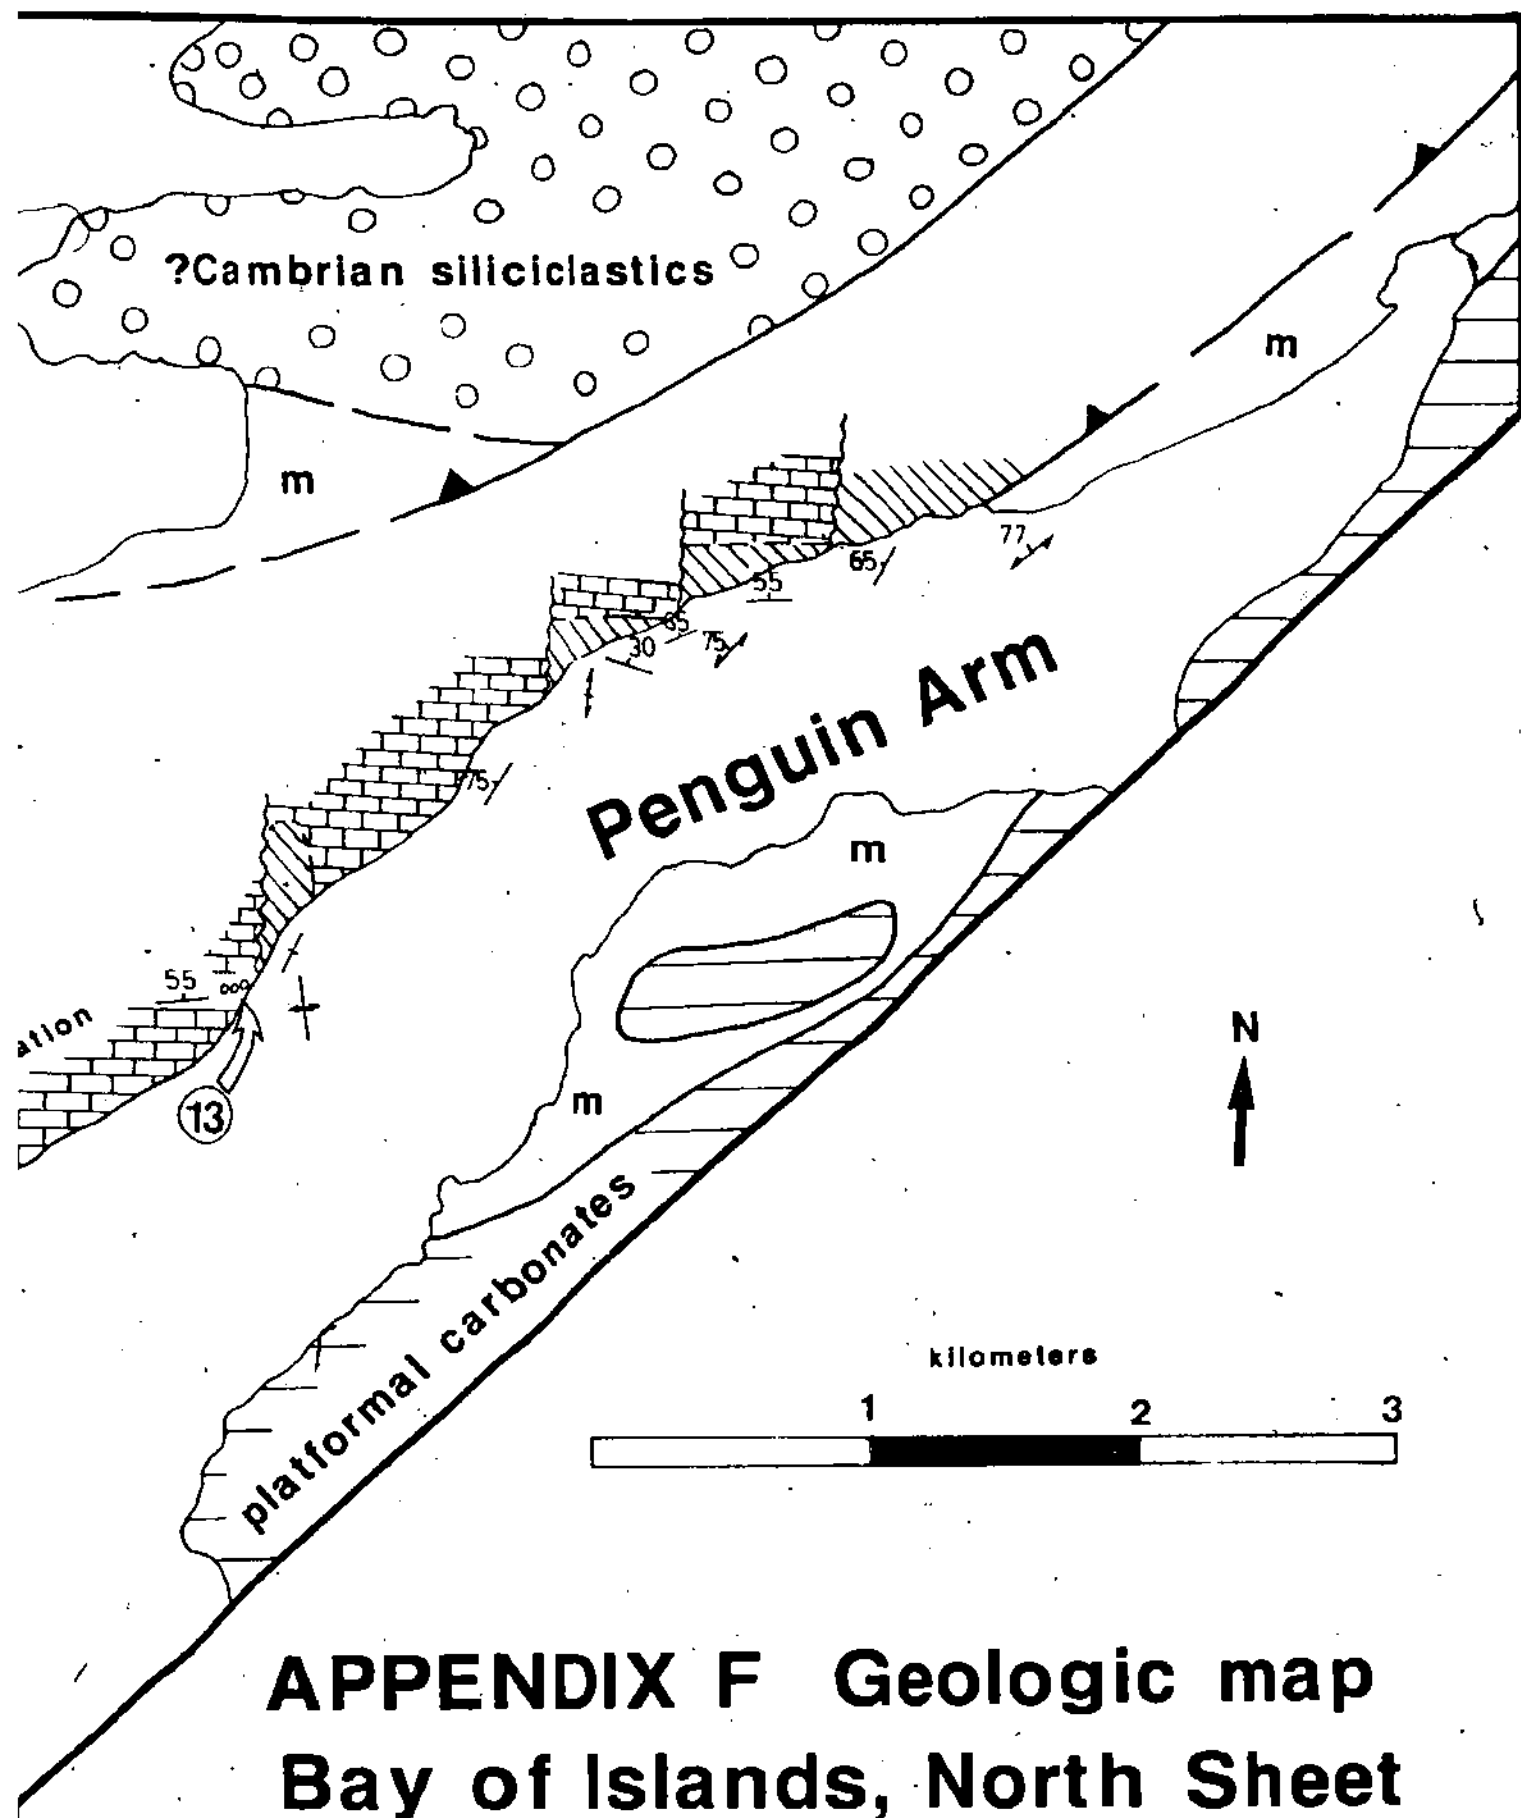 ?Cambrian siliciclastics
m
m
77
65
55
65
30
75
Penguin Arm
75
m
55
ation
N
m
13
platformal carbonates
kilometers
1 2 3
APPENDIX F Geologic map
Bay of Islands, North Sheet